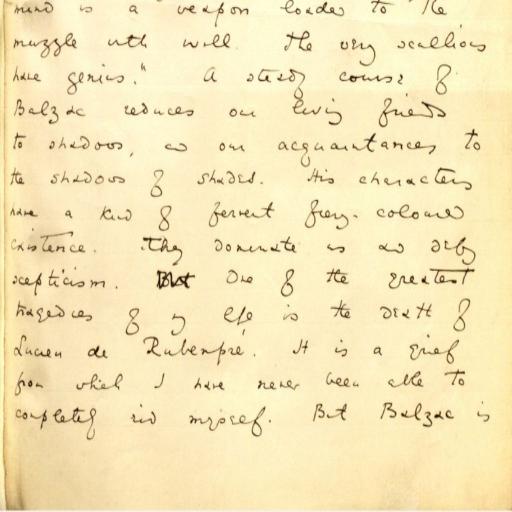 mind is a weapon loaded to the
muzzle with will. The very scullions
have genius." A steady course of
Balzac reduces our living friends
to shadows, and our acquaintances to
the shadows of shades. His characters
have a kind of fervent fiery-coloured
existence. They dominate us and defy
scepticism. One of the greatest
tragedies of my life is the death of
Lucien de Rubempré. It is a grief
from which I have never been able to
completely rid myself. But Balzac is